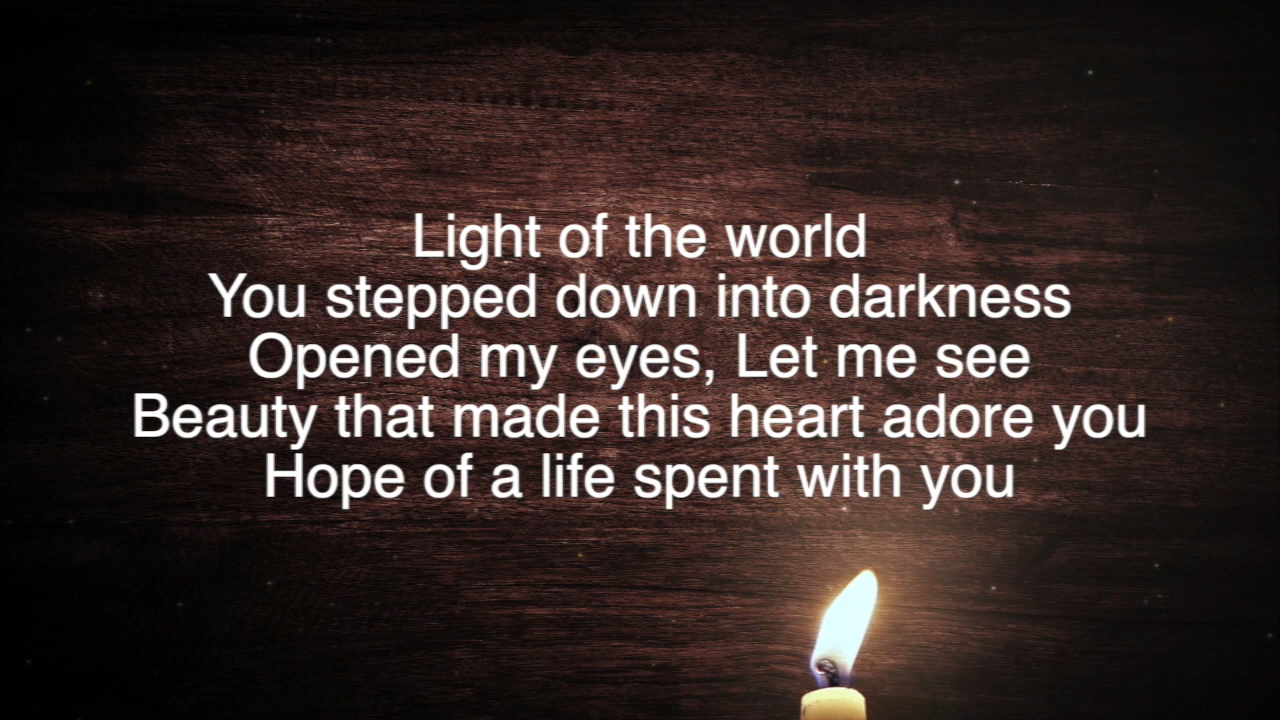 Light of the world
You stepped down into darkness
Opened my eyes, Let me see
Beauty that made this heart adore you
Hope of a life spent with you